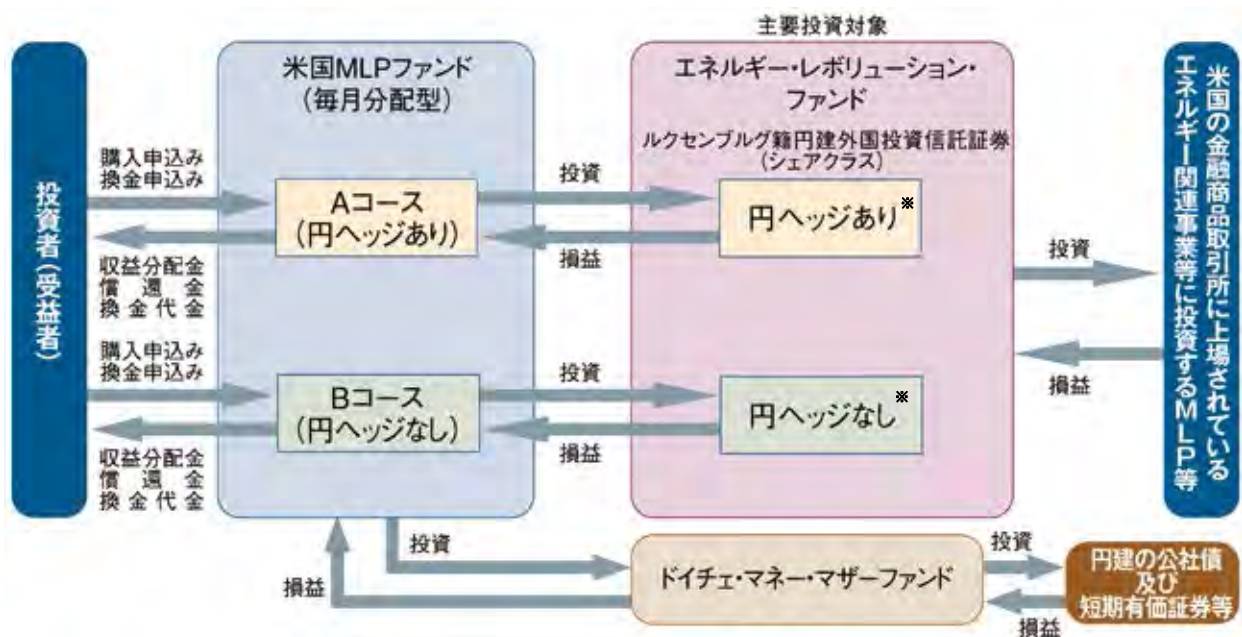 主要投資対象
投資者(受益者)
購入申込み
換金申込み
収益分配金
償還金
換金代金
購入申込み
換金申込み
収益分配金
償還金
換金代金
米国MLPファンド
(毎月分配型)
Aコース
(円ヘッジあり)
Bコース
(円ヘッジなし)
投資
損益
投資
損益
エネルギー・レボリューション・
ファンド
ルクセンブルグ籍円建外国投資信託証券
(シェアクラス)
円ヘッジあり※
円ヘッジなし※
投資
損益
米国の金融商品取引所に上場されている
エネルギー関連事業等に投資するMLP等
投資
損益
ドイチェ・マネー・マザーファンド
投資
損益
円建の公社債
及び
短期有価証券等